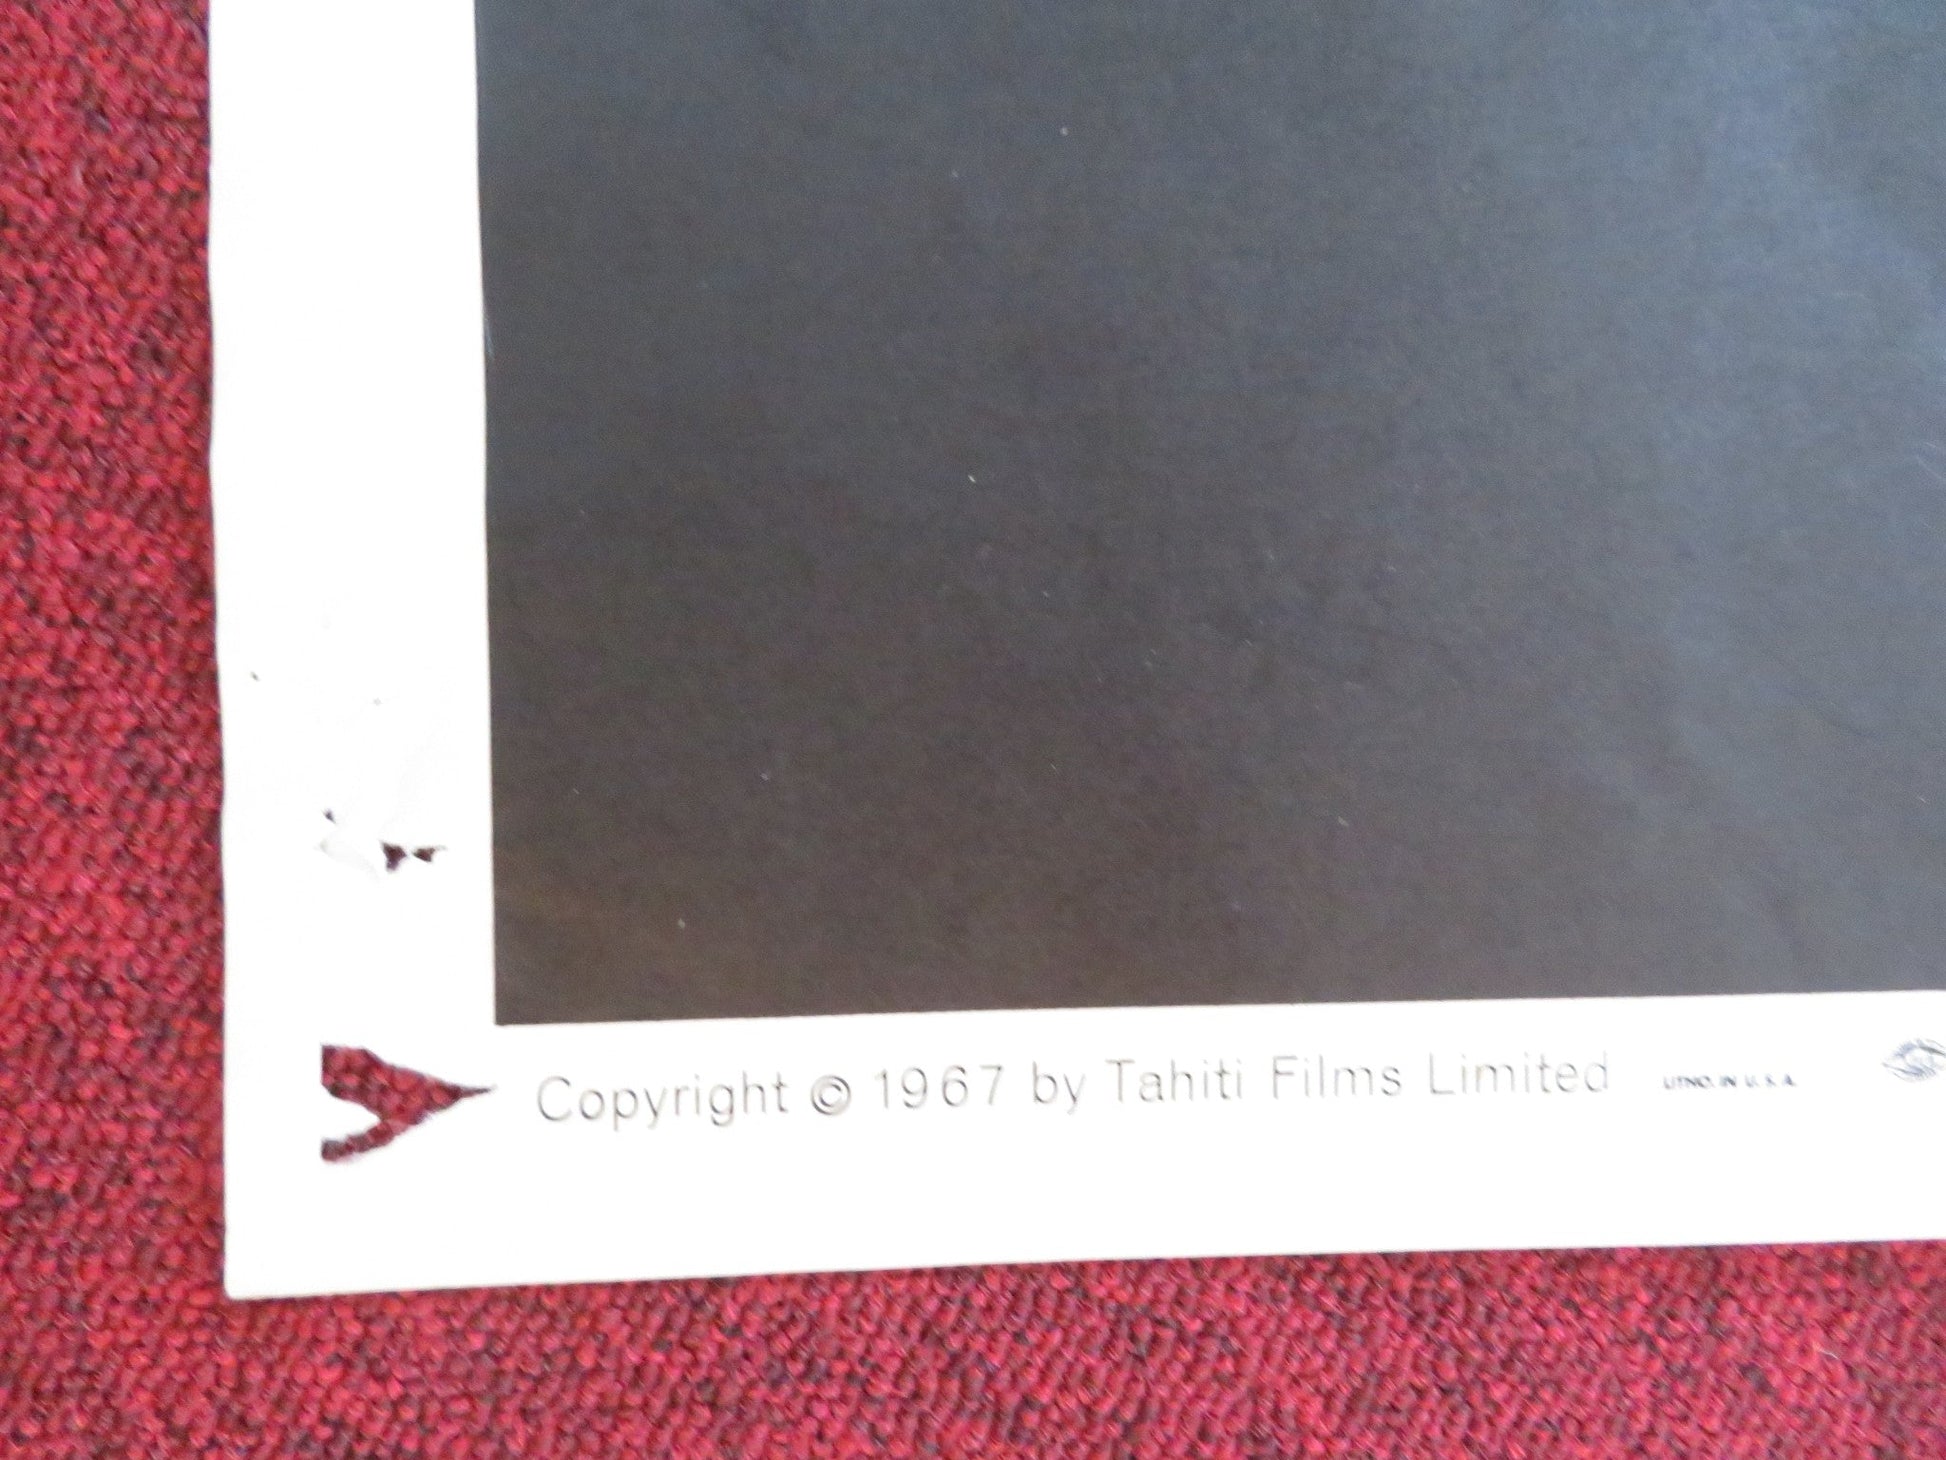 Copyright © 1967 by Tahiti Films Limited LITHO. IN U. S. A.